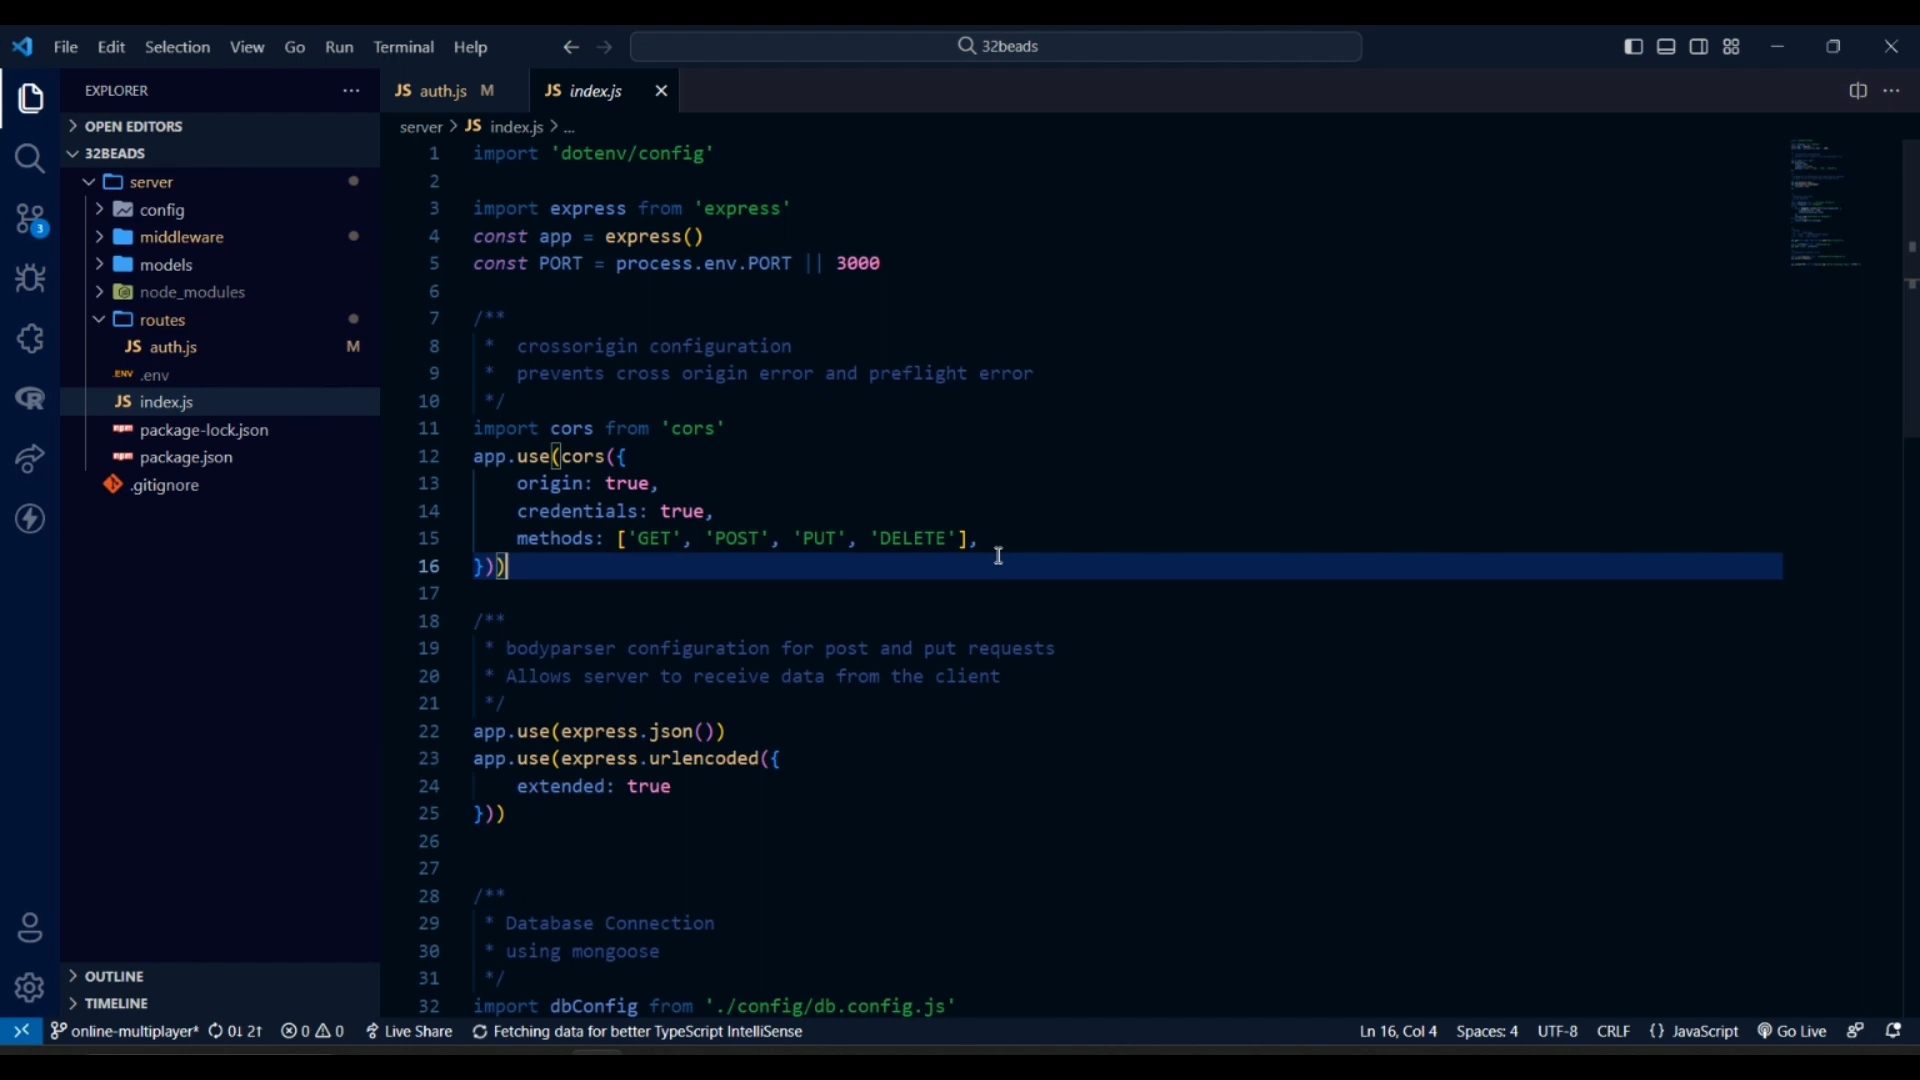 File Edit Selection View Go Run Terminal Help
32beads
EXPLORER
OPEN EDITORS
32BEADS
server
config
middleware
models
node_modules
routes
JS auth.js M
.ENV .env
JS index.js
package-lock.json
package.json
.gitignore
OUTLINE
TIMELINE
3
JS auth.js M
JS index.js
server > JS index.js > ...
1 import 'dotenv/config'
2
3 import express from 'express'
4 const app = express()
5 const PORT = process.env.PORT || 3000
6
7 /**
8 * crossorigin configuration
9 * prevents cross origin error and preflight error
10 */
11 import cors from 'cors'
12 app.use(cors({
13 origin: true,
14 credentials: true,
15 methods: ['GET', 'POST', 'PUT', 'DELETE'],
16 }))
17
18 /**
19 * bodyparser configuration for post and put requests
20 * Allows server to receive data from the client
21 */
22 app.use(express.json())
23 app.use(express.urlencoded({
24 extended: true
25 }))
26
27
28 /**
29 * Database Connection
30 * using mongoose
31 */
32 import dbConfig from './config/db.config.js'
online-multiplayer* 0↓ 2↑ 0 0 Live Share Fetching data for better TypeScript IntelliSense
Ln 16, Col 4 Spaces: 4 UTF-8 CRLF {} JavaScript Go Live